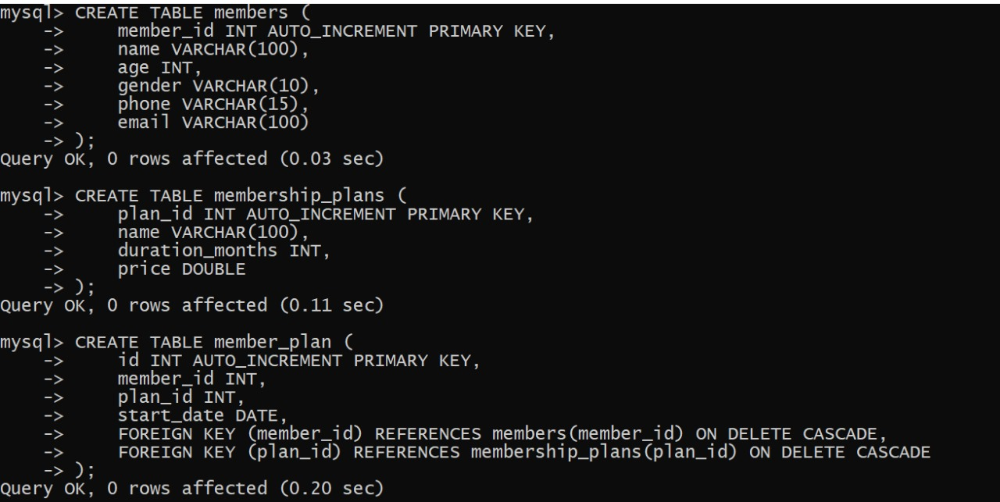 mysql> CREATE TABLE members (
    ->     member_id INT AUTO_INCREMENT PRIMARY KEY,
    ->     name VARCHAR(100),
    ->     age INT,
    ->     gender VARCHAR(10),
    ->     phone VARCHAR(15),
    ->     email VARCHAR(100)
    -> );
Query OK, 0 rows affected (0.03 sec)

mysql> CREATE TABLE membership_plans (
    ->     plan_id INT AUTO_INCREMENT PRIMARY KEY,
    ->     name VARCHAR(100),
    ->     duration_months INT,
    ->     price DOUBLE
    -> );
Query OK, 0 rows affected (0.11 sec)

mysql> CREATE TABLE member_plan (
    ->     id INT AUTO_INCREMENT PRIMARY KEY,
    ->     member_id INT,
    ->     plan_id INT,
    ->     start_date DATE,
    ->     FOREIGN KEY (member_id) REFERENCES members(member_id) ON DELETE CASCADE,
    ->     FOREIGN KEY (plan_id) REFERENCES membership_plans(plan_id) ON DELETE CASCADE
    -> );
Query OK, 0 rows affected (0.20 sec)